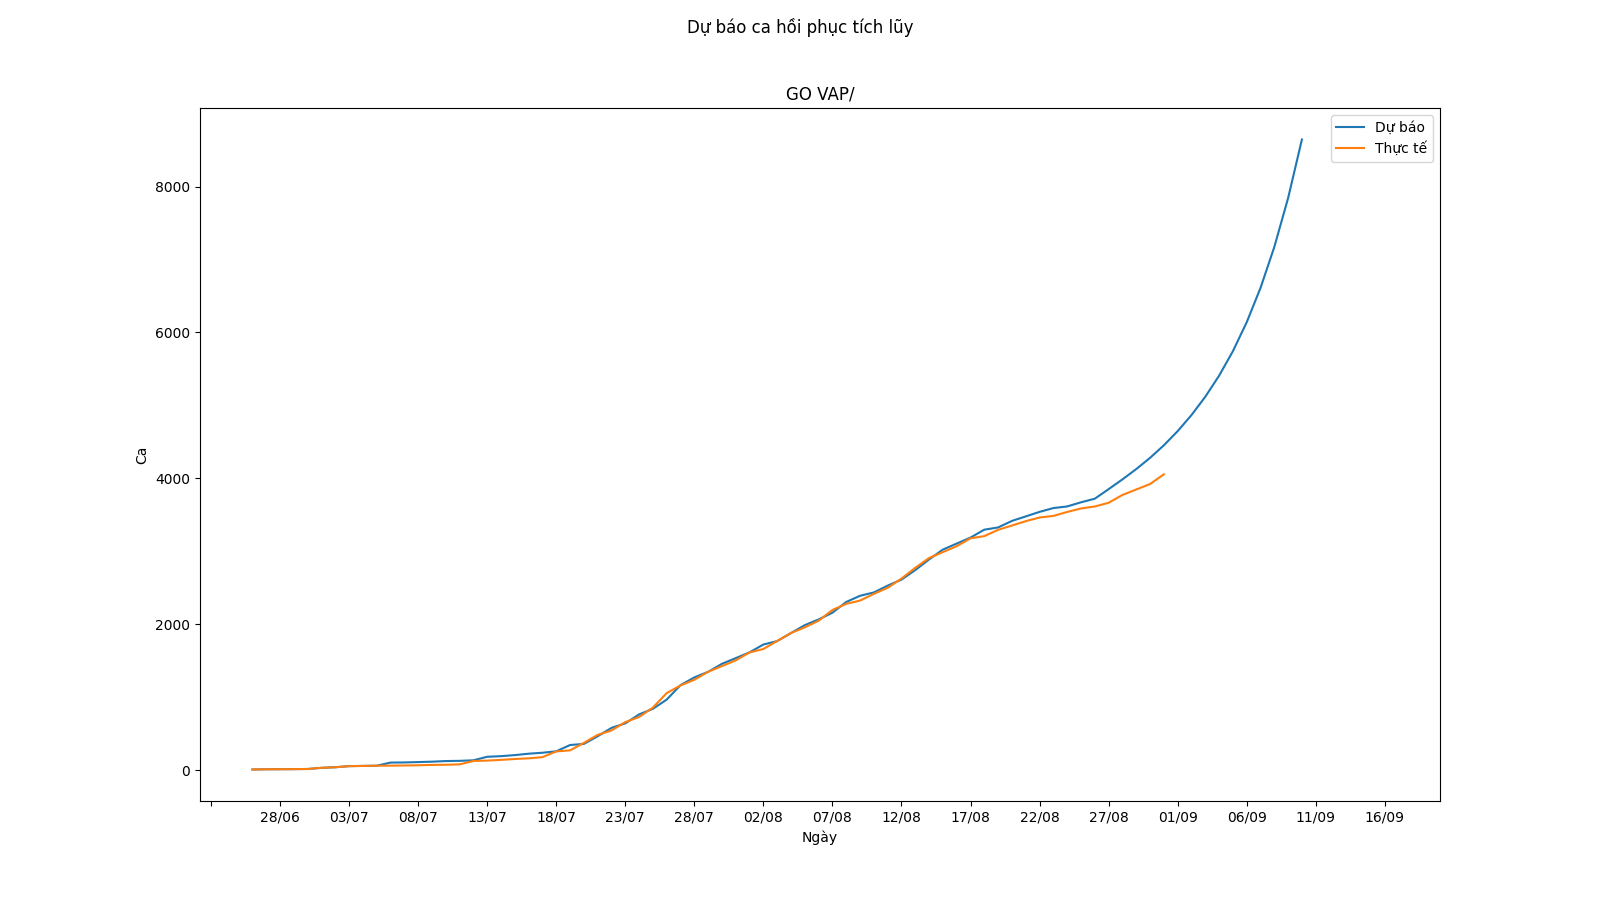 Dự báo ca hồi phục tích lũy
GO VAP/
Dự báo
Thực tế
8000
6000
4000
2000
0
Ca
28/06 03/07 08/07 13/07 18/07 23/07 28/07 02/08 07/08 12/08 17/08 22/08 27/08 01/09 06/09 11/09 16/09
Ngày